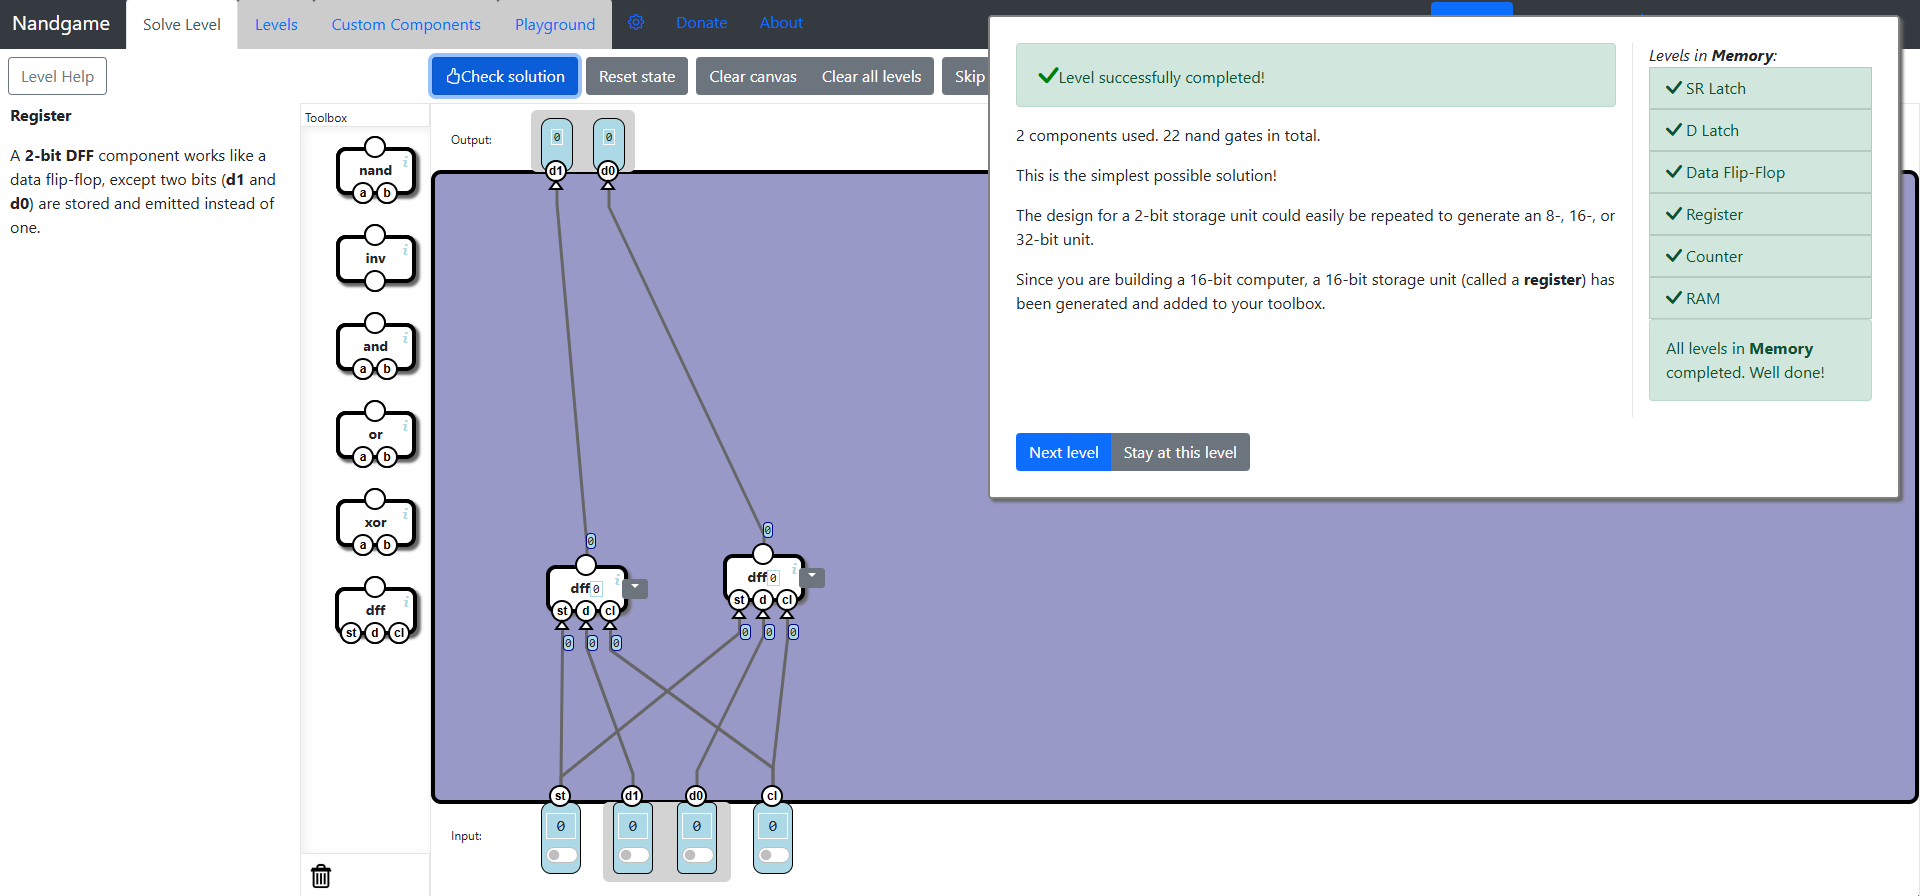 Nandgame
Solve Level
Levels
Custom Components
Playground
Donate
About
Level Help
Check solution
Reset state
Clear canvas
Clear all levels
Skip
Register
A 2-bit DFF component works like a
data flip-flop, except two bits (d1 and
d0) are stored and emitted instead of
one.
Toolbox
nand
i
a b
inv
i
and
i
a b
or
i
a b
xor
i
a b
dff
i
st d cl
Output:
0 0
d1 d0
0
dff 0
i
st d cl
0 0 0
0
dff 0
i
st d cl
0 0 0
st d1 d0 cl
Input:
0 0 0 0
Level successfully completed!
2 components used. 22 nand gates in total.
This is the simplest possible solution!
The design for a 2-bit storage unit could easily be repeated to generate an 8-, 16-, or
32-bit unit.
Since you are building a 16-bit computer, a 16-bit storage unit (called a register) has
been generated and added to your toolbox.
Next level
Stay at this level
Levels in Memory:
SR Latch
D Latch
Data Flip-Flop
Register
Counter
RAM
All levels in Memory
completed. Well done!